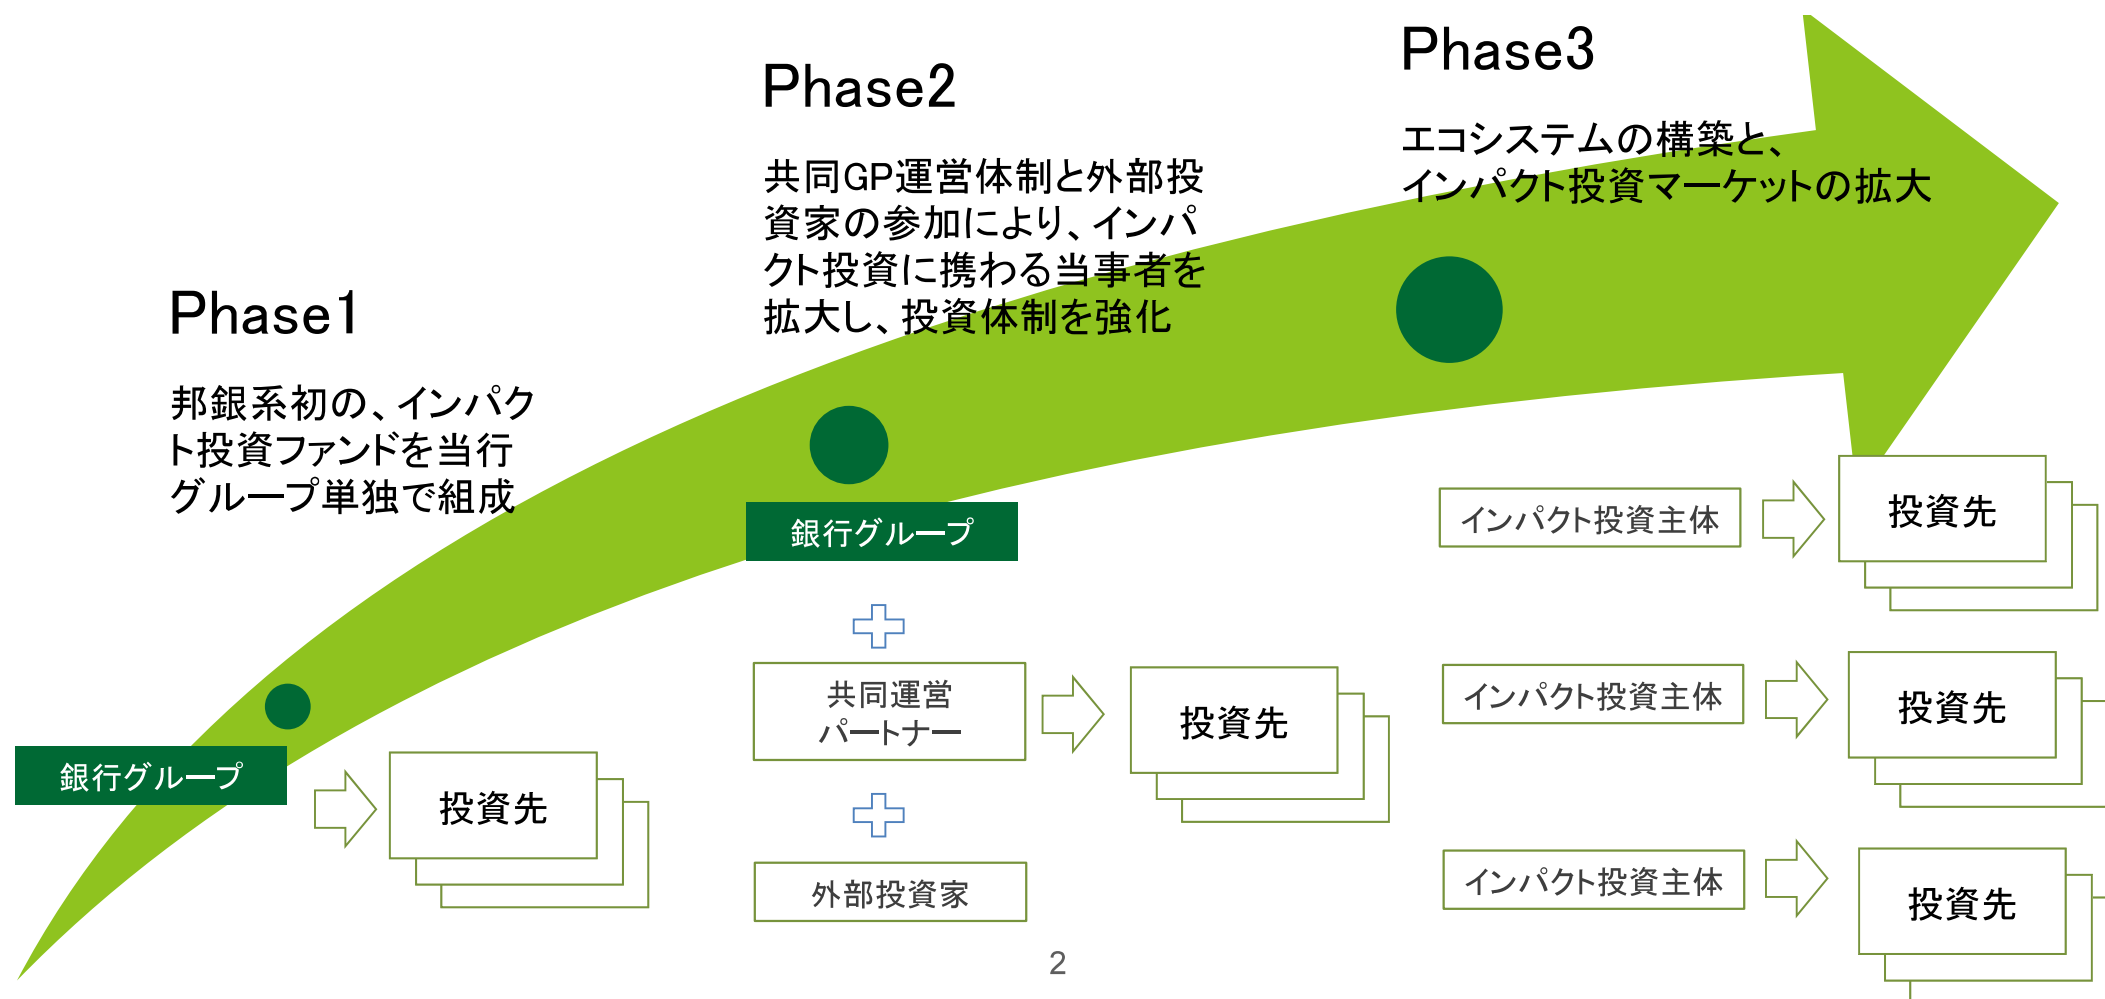 Phase1
邦銀系初の、インパク
ト投資ファンドを当行
グループ単独で組成
銀行グループ
投資先
Phase2
共同GP運営体制と外部投
資家の参加により、インパ
クト投資に携わる当事者を
拡大し、投資体制を強化
銀行グループ
共同運営
パートナー
外部投資家
投資先
Phase3
エコシステムの構築と、
インパクト投資マーケットの拡大
インパクト投資主体
投資先
インパクト投資主体
投資先
インパクト投資主体
投資先
2